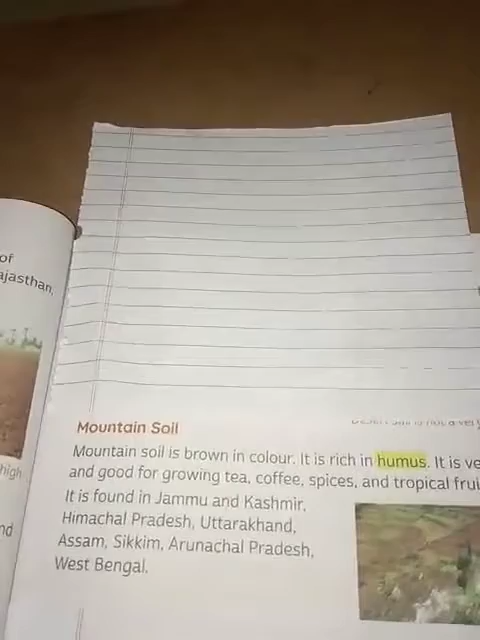 of
ajasthan,
high
nd
Mountain Soil
Mountain soil is brown in colour. It is rich in humus. It is ve
and good for growing tea, coffee, spices, and tropical frui
It is found in Jammu and Kashmir,
Himachal Pradesh, Uttarakhand,
Assam, Sikkim, Arunachal Pradesh,
West Bengal.